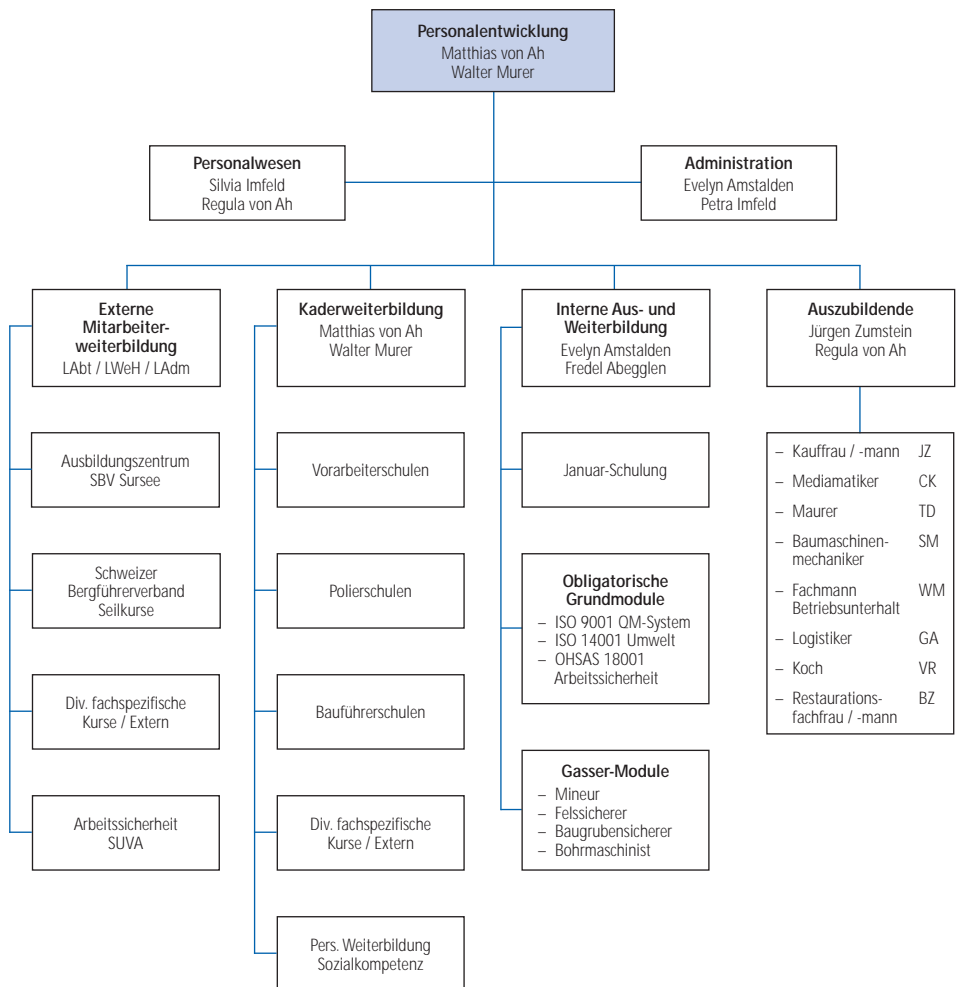 Personalentwicklung
Matthias von Ah
Walter Murer
Personalwesen
Silvia Imfeld
Regula von Ah
Administration
Evelyn Amstalden
Petra Imfeld
Externe
Mitarbeiter-
weiterbildung
LAbt / LWeH / LAdm
Ausbildungszentrum
SBV Sursee
Schweizer
Bergführerverband
Seilkurse
Div. fachspezifische
Kurse / Extern
Arbeitssicherheit
SUVA
Kaderweiterbildung
Matthias von Ah
Walter Murer
Vorarbeiterschulen
Polierschulen
Bauführerschulen
Div. fachspezifische
Kurse / Extern
Pers. Weiterbildung
Sozialkompetenz
Interne Aus- und
Weiterbildung
Evelyn Amstalden
Fredel Abegglen
Januar-Schulung
Obligatorische
Grundmodule
– ISO 9001 QM-System
– ISO 14001 Umwelt
– OHSAS 18001
Arbeitssicherheit
Gasser-Module
– Mineur
– Felssicherer
– Baugrubensicherer
– Bohrmaschinist
Auszubildende
Jürgen Zumstein
Regula von Ah
– Kauffrau / -mann JZ
– Mediamatiker CK
– Maurer TD
– Baumaschinen- SM
mechaniker
– Fachmann WM
Betriebsunterhalt
– Logistiker GA
– Koch VR
– Restaurations- BZ
fachfrau / -mann